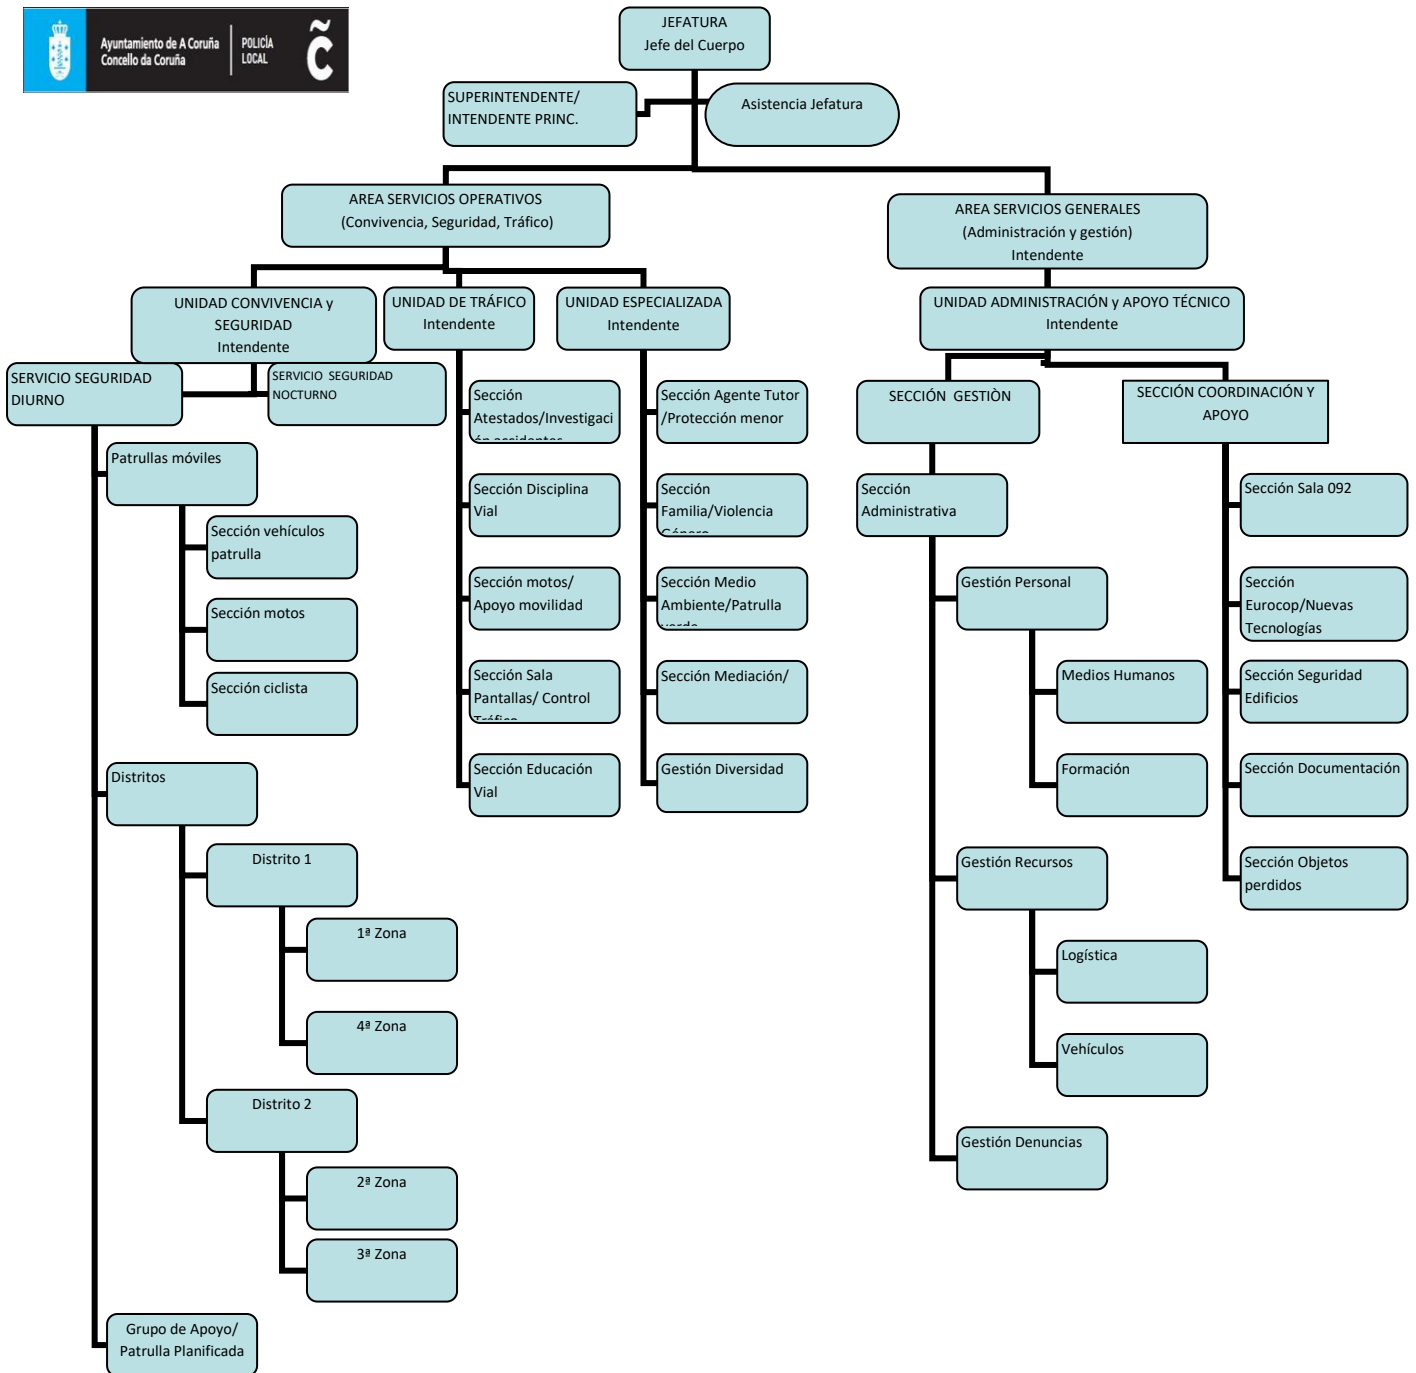 Ayuntamiento de A Coruña
Concello da Coruña
POLICÍA
LOCAL
JEFATURA
Jefe del Cuerpo
SUPERINTENDENTE/
INTENDENTE PRINC.
Asistencia Jefatura
AREA SERVICIOS OPERATIVOS
(Convivencia, Seguridad, Tráfico)
AREA SERVICIOS GENERALES
(Administración y gestión)
Intendente
UNIDAD CONVIVENCIA y
SEGURIDAD
Intendente
UNIDAD DE TRÁFICO
Intendente
UNIDAD ESPECIALIZADA
Intendente
UNIDAD ADMINISTRACIÓN y APOYO TÉCNICO
Intendente
SERVICIO SEGURIDAD
DIURNO
SERVICIO SEGURIDAD
NOCTURNO
Patrullas móviles
Sección vehículos
patrulla
Sección motos
Sección ciclista
Distritos
Distrito 1
1ª Zona
4ª Zona
Distrito 2
2ª Zona
3ª Zona
Grupo de Apoyo/
Patrulla Planificada
Sección
Atestados/Investigaci
ón accidentes
Sección Disciplina
Vial
Sección motos/
Apoyo movilidad
Sección Sala
Pantallas/ Control
Tráfico
Sección Educación
Vial
Sección Agente Tutor
/Protección menor
Sección
Familia/Violencia
Género
Sección Medio
Ambiente/Patrulla
verde
Sección Mediación/
Gestión Diversidad
SECCIÓN GESTIÒN
Sección
Administrativa
Gestión Personal
Medios Humanos
Formación
Gestión Recursos
Logística
Vehículos
Gestión Denuncias
SECCIÓN COORDINACIÓN Y
APOYO
Sección Sala 092
Sección
Eurocop/Nuevas
Tecnologías
Sección Seguridad
Edificios
Sección Documentación
Sección Objetos
perdidos